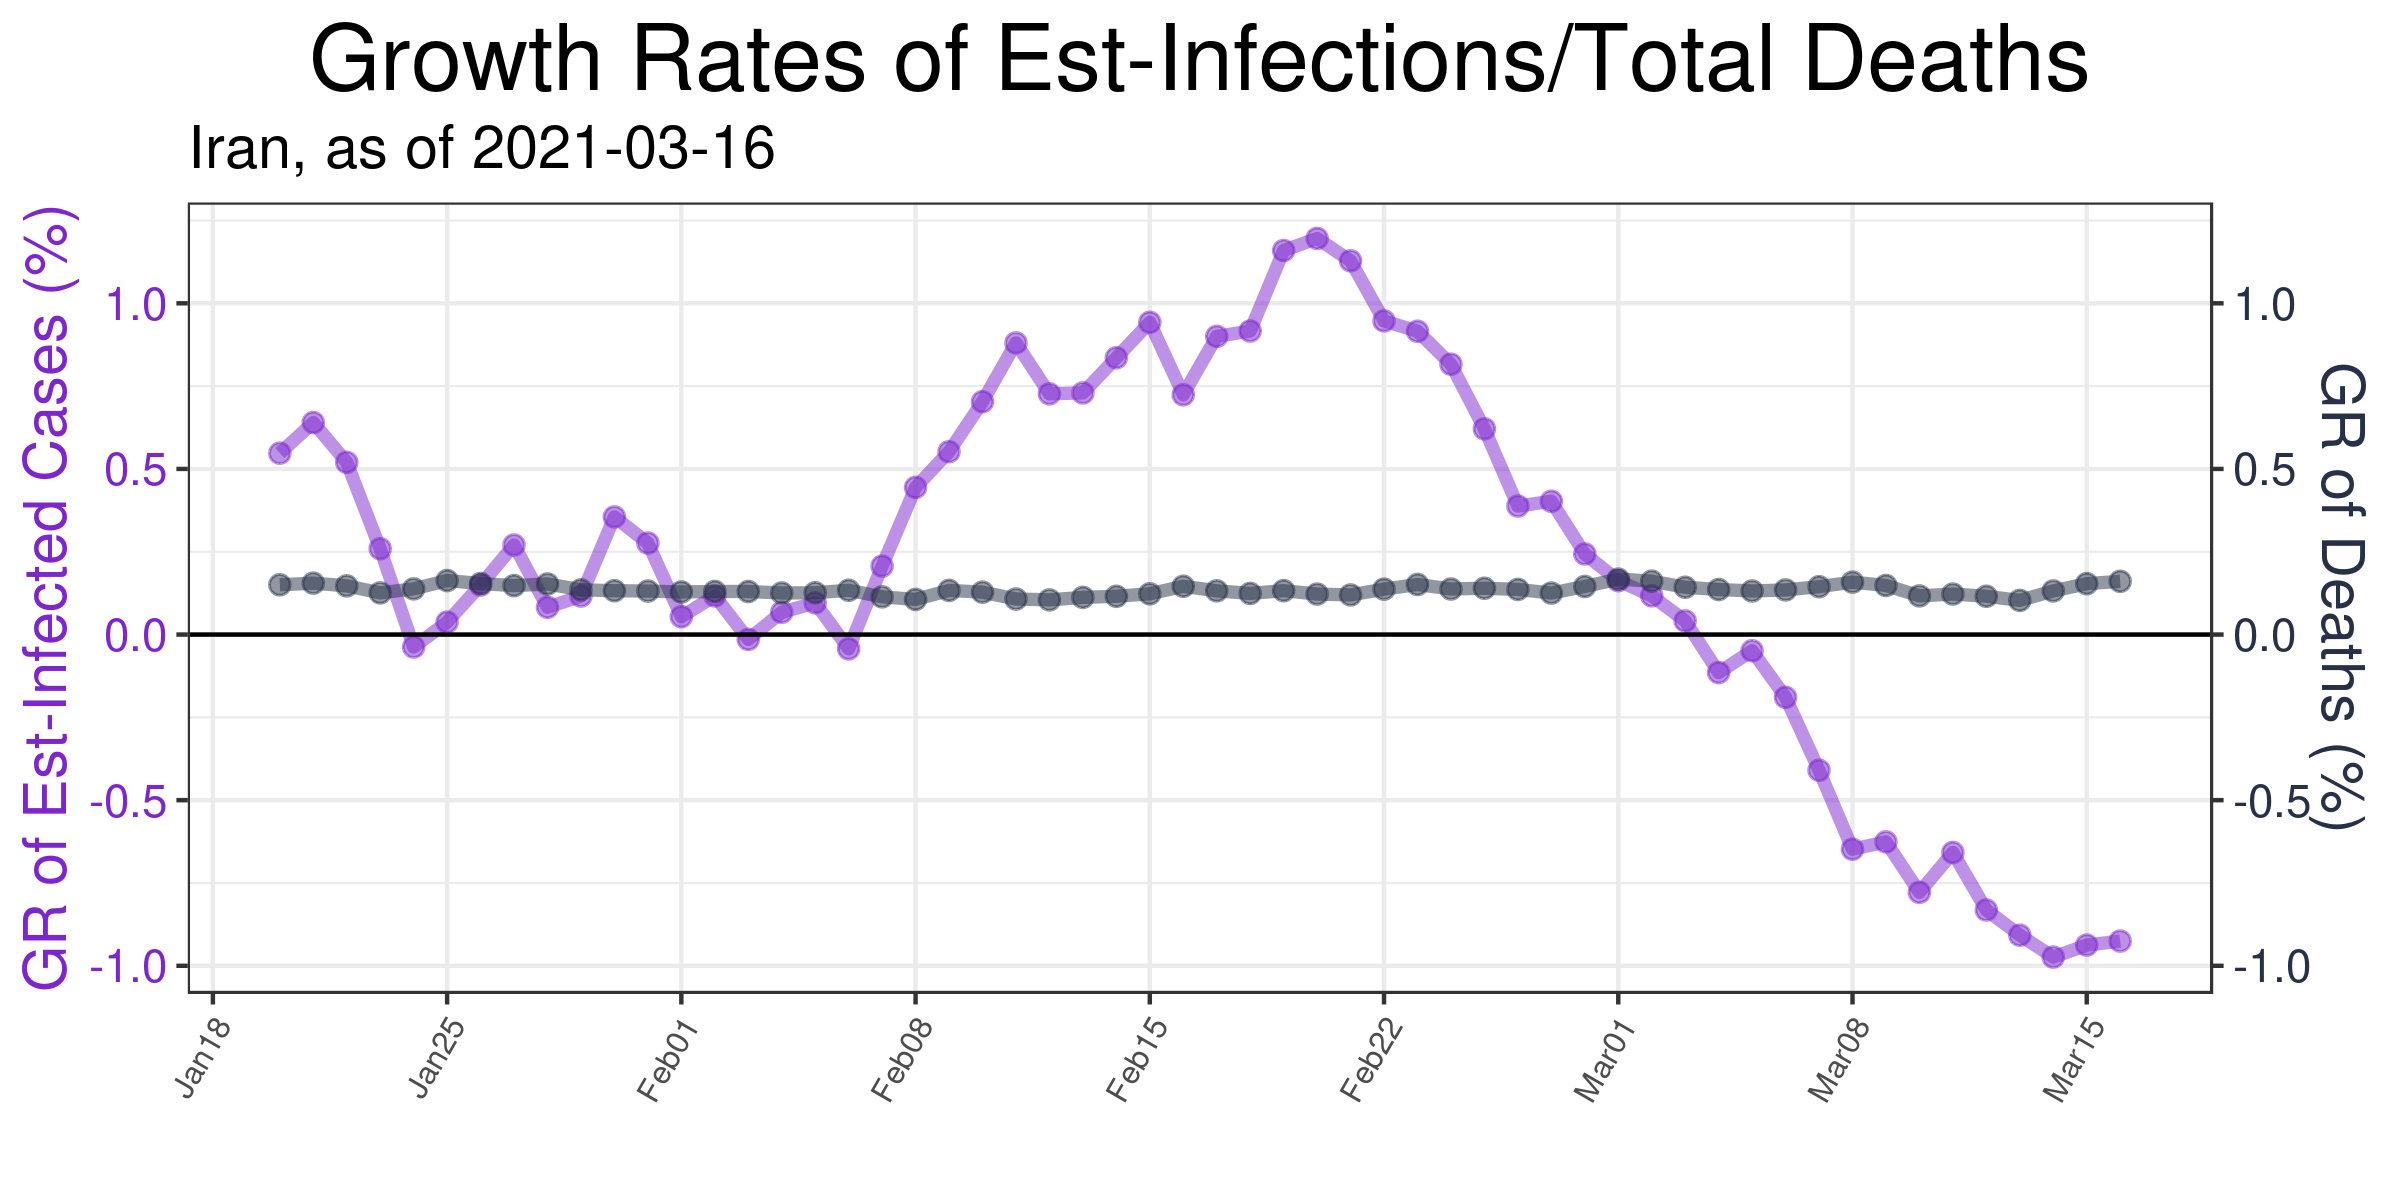 Growth Rates of Est-Infections/Total Deaths
Iran, as of 2021-03-16
GR of Est-Infected Cases (%)
1.0
0.5
0.0
-0.5
-1.0
1.0
0.5
0.0
-0.5
-1.0
GR of Deaths (%)
Jan18
Jan25
Feb01
Feb08
Feb15
Feb22
Mar01
Mar08
Mar15